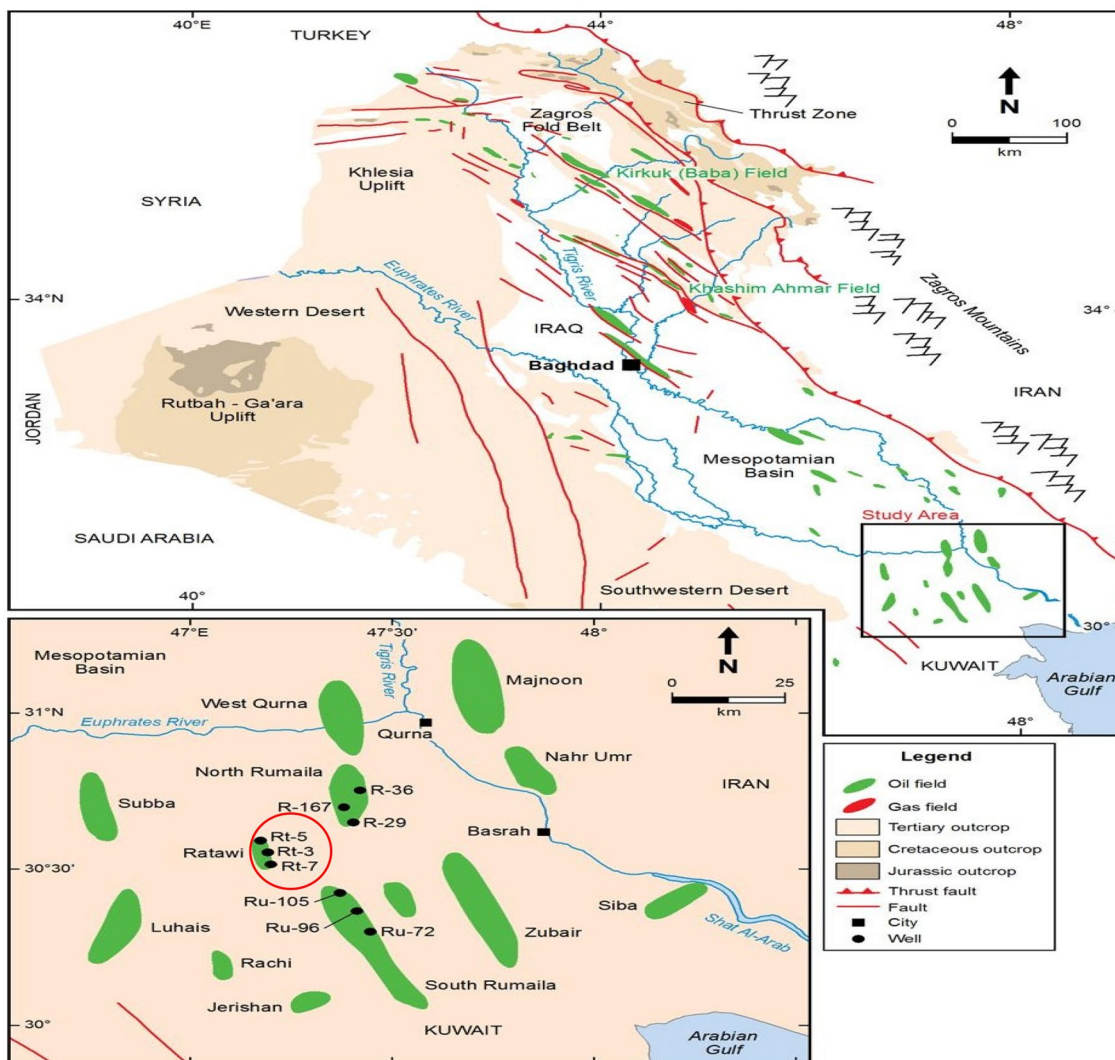 40°E
44°
48°
TURKEY
N
0 100
km
Thrust Zone
Zagros
Fold Belt
Kirkuk (Baba) Field
Khlesia
Uplift
SYRIA
Euphrates River
Tigris River
Khashim Ahmar Field
Zagros Mountains
34°N
34°
Western Desert
IRAQ
Baghdad
IRAN
JORDAN
Rutbah - Ga'ara
Uplift
Mesopotamian
Basin
Study Area
SAUDI ARABIA
Southwestern Desert
40°
44°
30°
KUWAIT
Arabian
Gulf
48°
47°E
47°30'
48°
Mesopotamian
Basin
Tigris River
N
0 25
km
Majnoon
West Qurna
31°N
Euphrates River
Qurna
Nahr Umr
North Rumaila
IRAN
R-36
Subba
R-167
R-29
Basrah
Rt-5
Ratawi
Rt-3
Rt-7
30°30'
Ru-105
Siba
Ru-96
Ru-72
Luhais
Zubair
Shat Al-Arab
Rachi
South Rumaila
Jerishan
30°
KUWAIT
Arabian
Gulf
Legend
Oil field
Gas field
Tertiary outcrop
Cretaceous outcrop
Jurassic outcrop
Thrust fault
Fault
City
Well